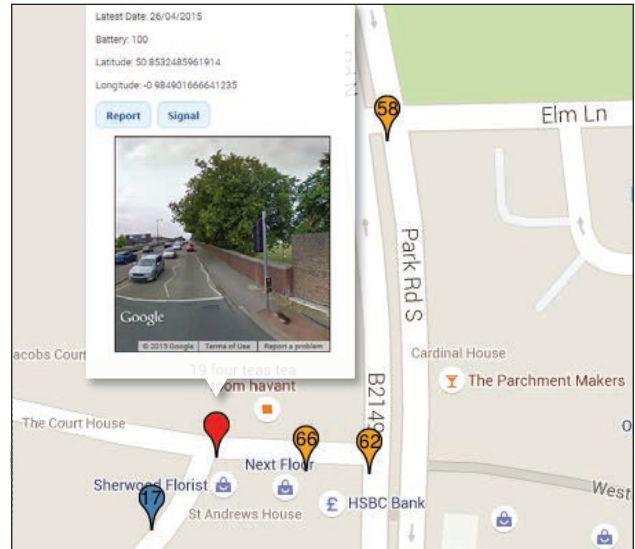 Latest Date: 26/04/2015
Battery: 100
Latitude: 50.8532485961914
Longitude: -0.984901666641235
Report
Signal
Google
© 2015 Google
Terms of Use
Report a problem
58
Elm Ln
Park Rd S
acobs Court
19 four teas tea
room havant
Cardinal House
The Parchment Makers
B2149
The Court House
66
62
Next Floor
Sherwood Florist
17
St Andrews House
£
HSBC Bank
West